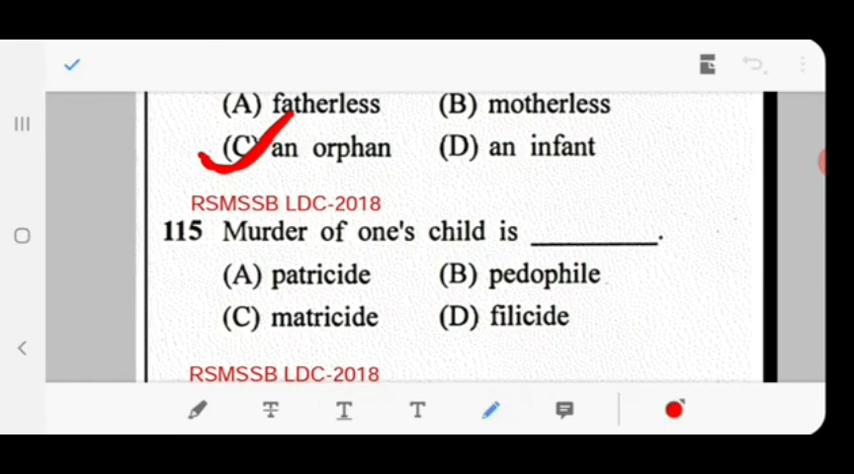 (A) fatherless (B) motherless
(C) an orphan (D) an infant
RSMSSB LDC-2018
115 Murder of one's child is ________.
(A) patricide (B) pedophile
(C) matricide (D) filicide
RSMSSB LDC-2018
T T T